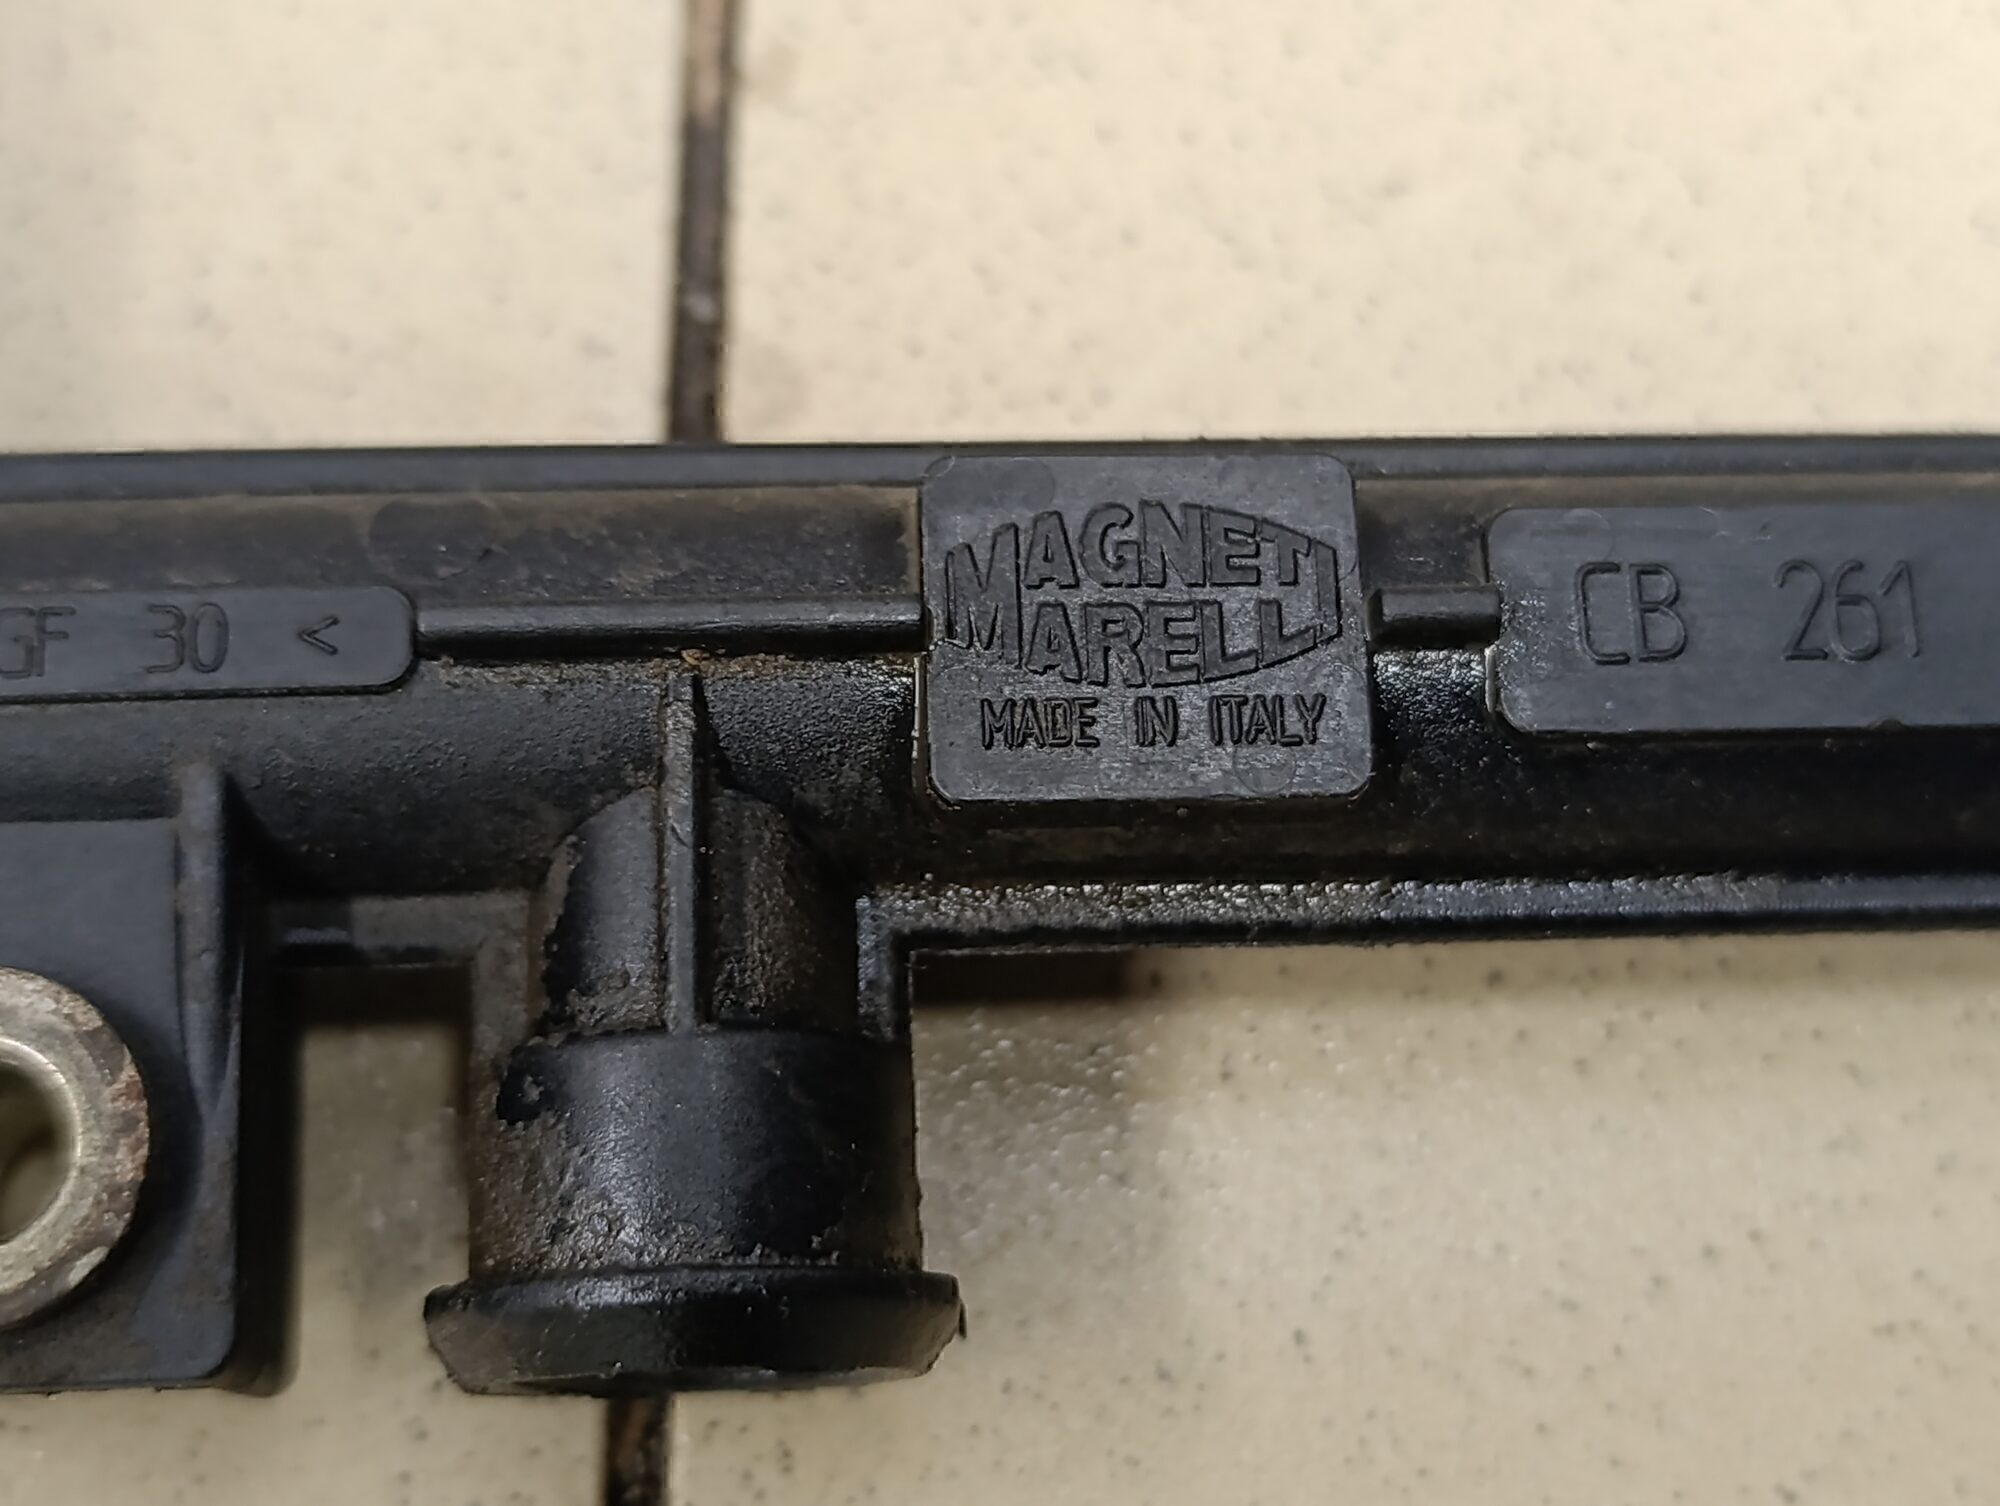 GF 30 <
MAGNETI
MARELLI
MADE IN ITALY
CB 261